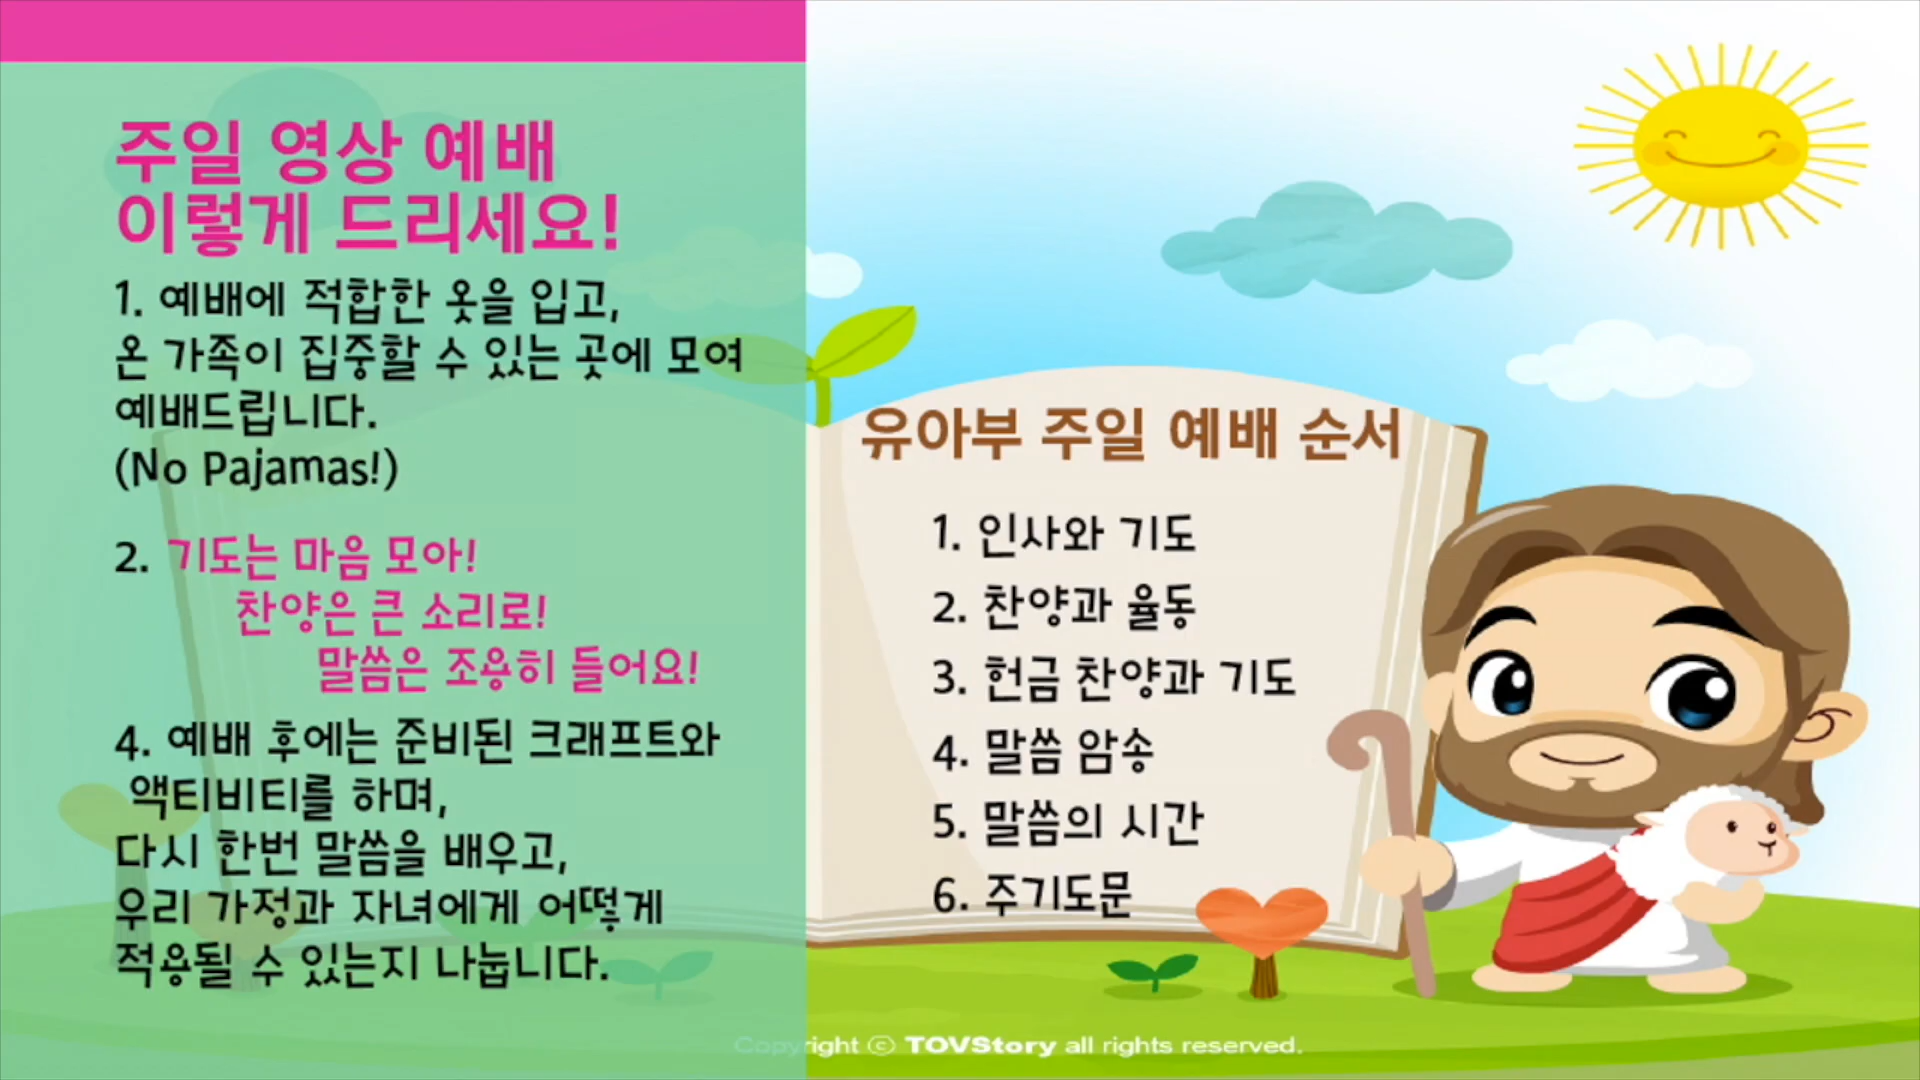 주일 영상 예배
이렇게 드리세요!
1. 예배에 적합한 옷을 입고,
온 가족이 집중할 수 있는 곳에 모여
예배드립니다.
(No Pajamas!)
2. 기도는 마음 모아!
찬양은 큰 소리로!
말씀은 조용히 들어요!
4. 예배 후에는 준비된 크래프트와
액티비티를 하며,
다시 한번 말씀을 배우고,
우리 가정과 자녀에게 어떻게
적용될 수 있는지 나눕니다.
유아부 주일 예배 순서
1. 인사와 기도
2. 찬양과 율동
3. 헌금 찬양과 기도
4. 말씀 암송
5. 말씀의 시간
6. 주기도문
Copyright ⓒ TOVStory all rights reserved.